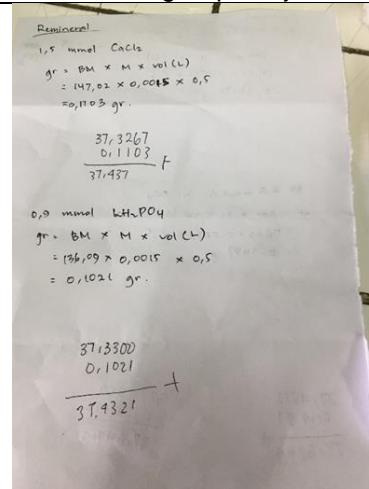 Remineral
1,5 mmol CaCl2
gr = BM x M x vol (L)
= 147,02 x 0,0015 x 0,5
= 0,1103 gr.
37,3267
0,1103
+
37,437
0,9 mmol KH2PO4
gr = BM x M x vol (L)
= 136,09 x 0,0015 x 0,5
= 0,1021 gr.
37,3300
0,1021
+
37,4321